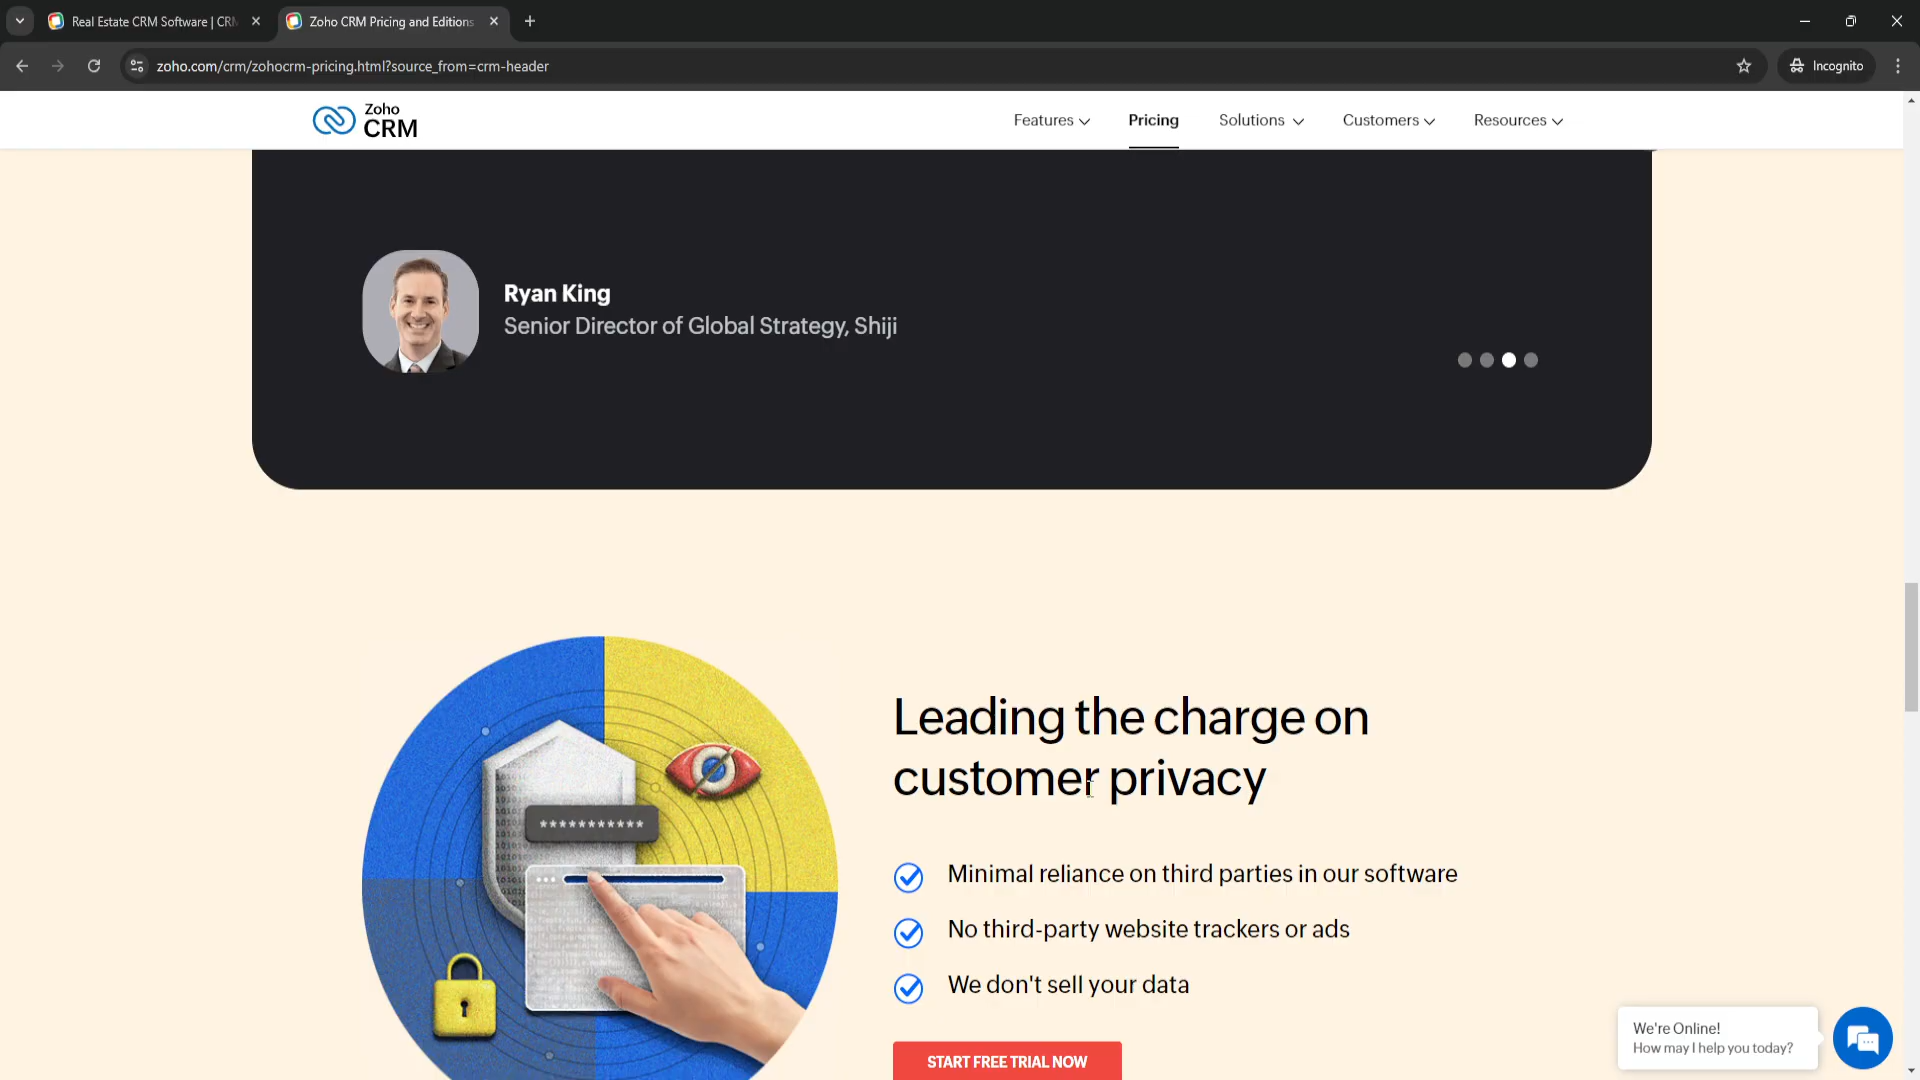 Real Estate CRM Software | CRM
Zoho CRM Pricing and Editions
zoho.com/crm/zohocrm-pricing.html?source_from=crm-header
Incognito
Zoho
CRM
Features
Pricing
Solutions
Customers
Resources
Ryan King
Senior Director of Global Strategy, Shiji
Leading the charge on
customer privacy
***********
Minimal reliance on third parties in our software
No third-party website trackers or ads
We don't sell your data
START FREE TRIAL NOW
We're Online!
How may I help you today?